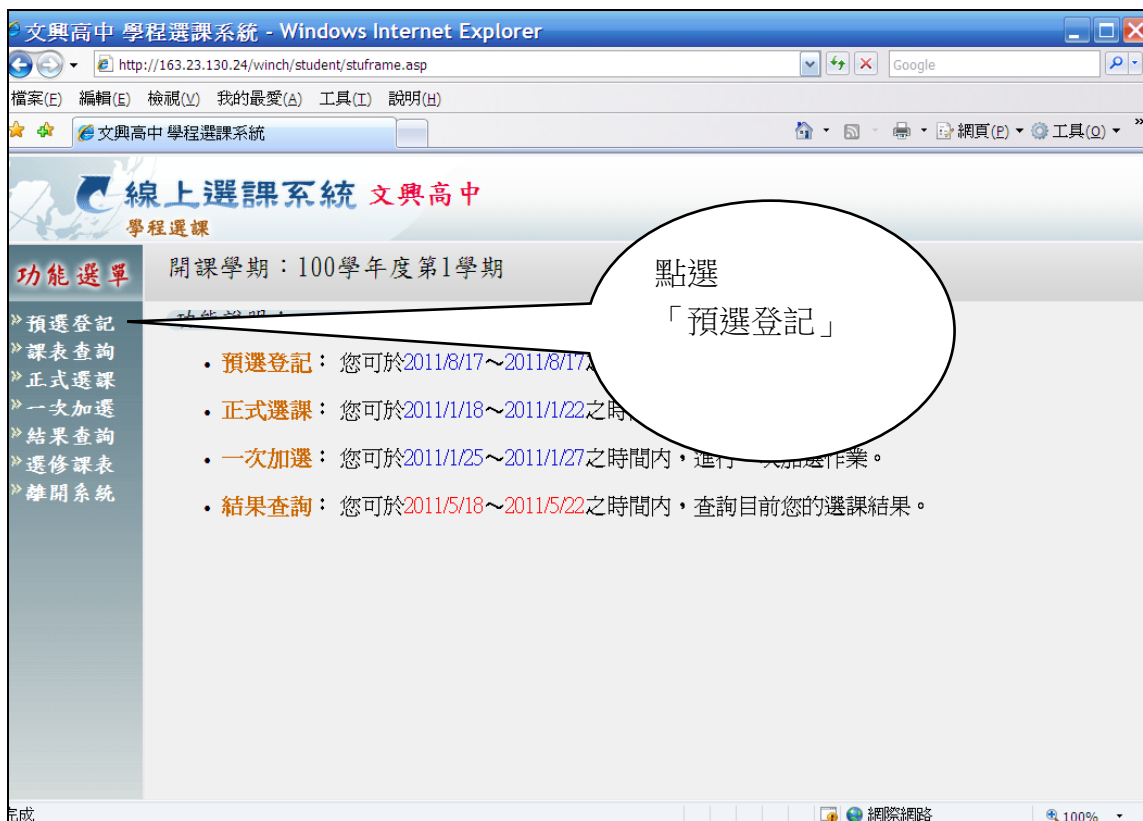 文興高中 學程選課系統 - Windows Internet Explorer
http://163.23.130.24/winch/student/stuframe.asp
Google
檔案(F) 編輯(E) 檢視(V) 我的最愛(A) 工具(T) 說明(H)
文興高中 學程選課系統
網頁(P) 工具(O) »
線上選課系統 文興高中
學程選課
功能選單
開課學期：100學年度第1學期
點選
「預選登記」
»預選登記
»課表查詢
»正式選課
»一次加選
»結果查詢
»選修課表
»離開系統
功能說明：
• 預選登記： 您可於2011/8/17～2011/8/17之
• 正式選課： 您可於2011/1/18～2011/1/22之時
• 一次加選： 您可於2011/1/25～2011/1/27之時間內，進行一次加選作業。
• 結果查詢： 您可於2011/5/18～2011/5/22之時間內，查詢目前您的選課結果。
完成
網際網路
100%